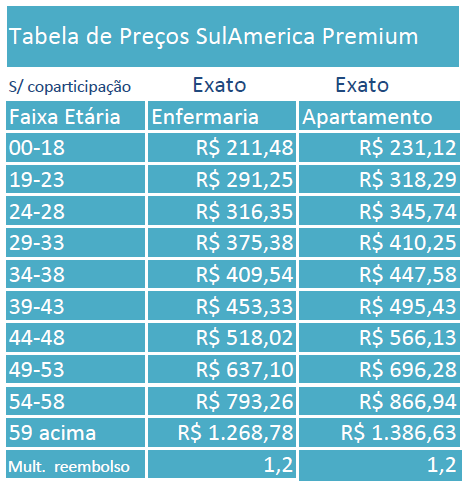 Tabela de Preços SulAmerica Premium
S/ coparticipação Exato Exato
Faixa Etária Enfermaria Apartamento
00-18 R$ 211,48 R$ 231,12
19-23 R$ 291,25 R$ 318,29
24-28 R$ 316,35 R$ 345,74
29-33 R$ 375,38 R$ 410,25
34-38 R$ 409,54 R$ 447,58
39-43 R$ 453,33 R$ 495,43
44-48 R$ 518,02 R$ 566,13
49-53 R$ 637,10 R$ 696,28
54-58 R$ 793,26 R$ 866,94
59 acima R$ 1.268,78 R$ 1.386,63
Mult. reembolso 1,2 1,2